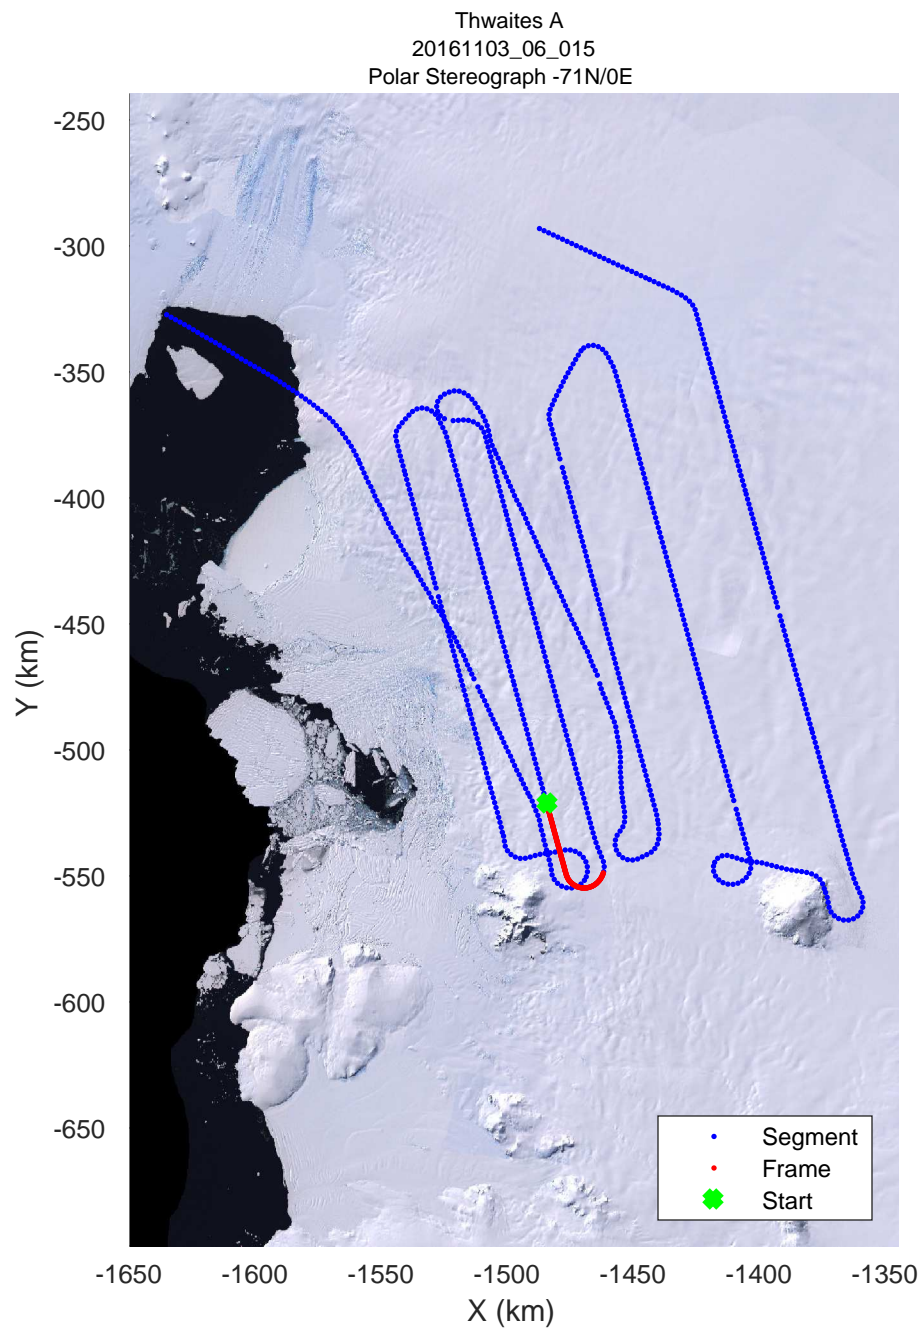 Thwaites A
20161103_06_015
Polar Stereograph -71N/0E
-250
-300
-350
-400
-450
-500
-550
-600
-650
Y (km)
Segment
Frame
Start
-1650 -1600 -1550 -1500 -1450 -1400 -1350
X (km)